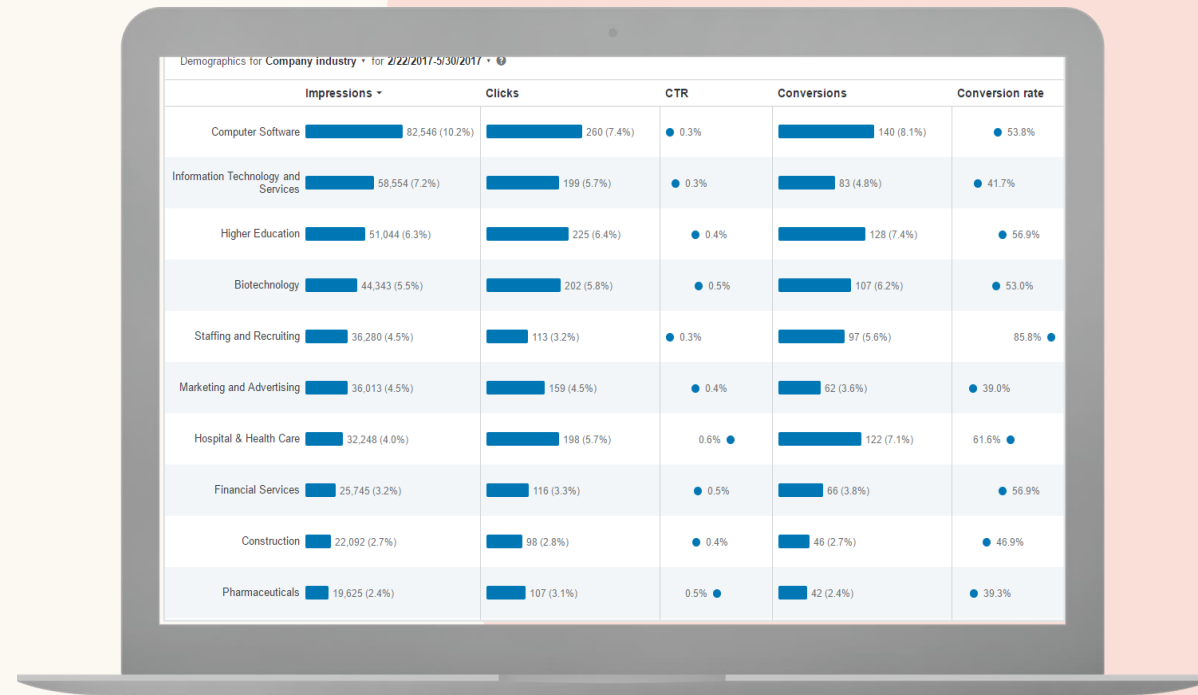 Demographics for Company industry ▾ for 2/22/2017-5/30/2017 ▾ ?
Impressions ▾ Clicks CTR Conversions Conversion rate
Computer Software 82,546 (10.2%) 260 (7.4%) 0.3% 140 (8.1%) 53.8%
Information Technology and
Services 58,554 (7.2%) 199 (5.7%) 0.3% 83 (4.8%) 41.7%
Higher Education 51,044 (6.3%) 225 (6.4%) 0.4% 128 (7.4%) 56.9%
Biotechnology 44,343 (5.5%) 202 (5.8%) 0.5% 107 (6.2%) 53.0%
Staffing and Recruiting 36,280 (4.5%) 113 (3.2%) 0.3% 97 (5.6%) 85.8%
Marketing and Advertising 36,013 (4.5%) 159 (4.5%) 0.4% 62 (3.6%) 39.0%
Hospital & Health Care 32,248 (4.0%) 198 (5.7%) 0.6% 122 (7.1%) 61.6%
Financial Services 25,745 (3.2%) 116 (3.3%) 0.5% 66 (3.8%) 56.9%
Construction 22,092 (2.7%) 98 (2.8%) 0.4% 46 (2.7%) 46.9%
Pharmaceuticals 19,625 (2.4%) 107 (3.1%) 0.5% 42 (2.4%) 39.3%